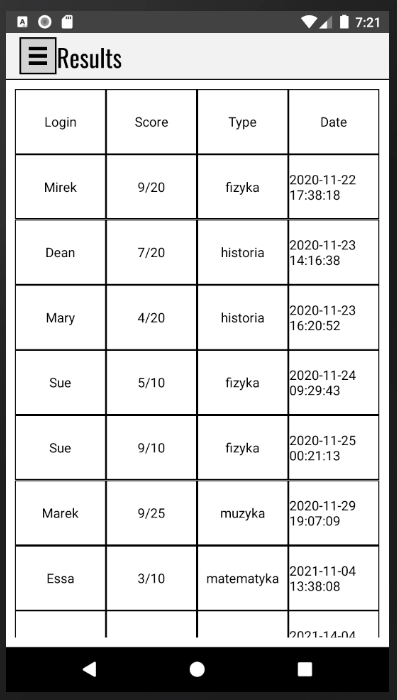 7:21
Results
Login Score Type Date
Mirek 9/20 fizyka 2020-11-22
17:38:18
Dean 7/20 historia 2020-11-23
14:16:38
Mary 4/20 historia 2020-11-23
16:20:52
Sue 5/10 fizyka 2020-11-24
09:29:43
Sue 9/10 fizyka 2020-11-25
00:21:13
Marek 9/25 muzyka 2020-11-29
19:07:09
Essa 3/10 matematyka 2021-11-04
13:38:08
2021-14-04